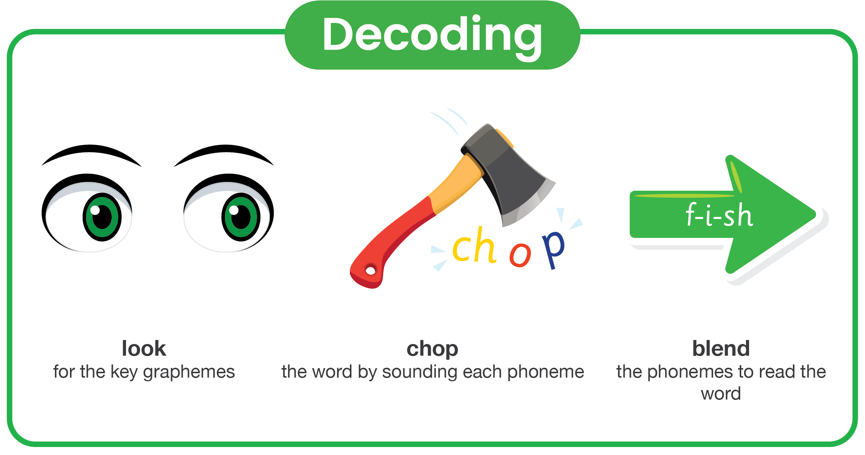 Decoding
ch o p
f-i-sh
look
for the key graphemes
chop
the word by sounding each phoneme
blend
the phonemes to read the
word